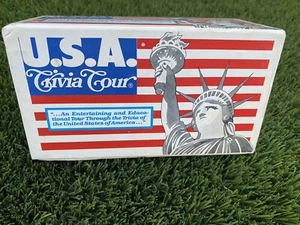 U.S.A.
Trivia Tour®
"...An Entertaining and Educa-
tional Tour Through the Trivia of
the United States of America..."